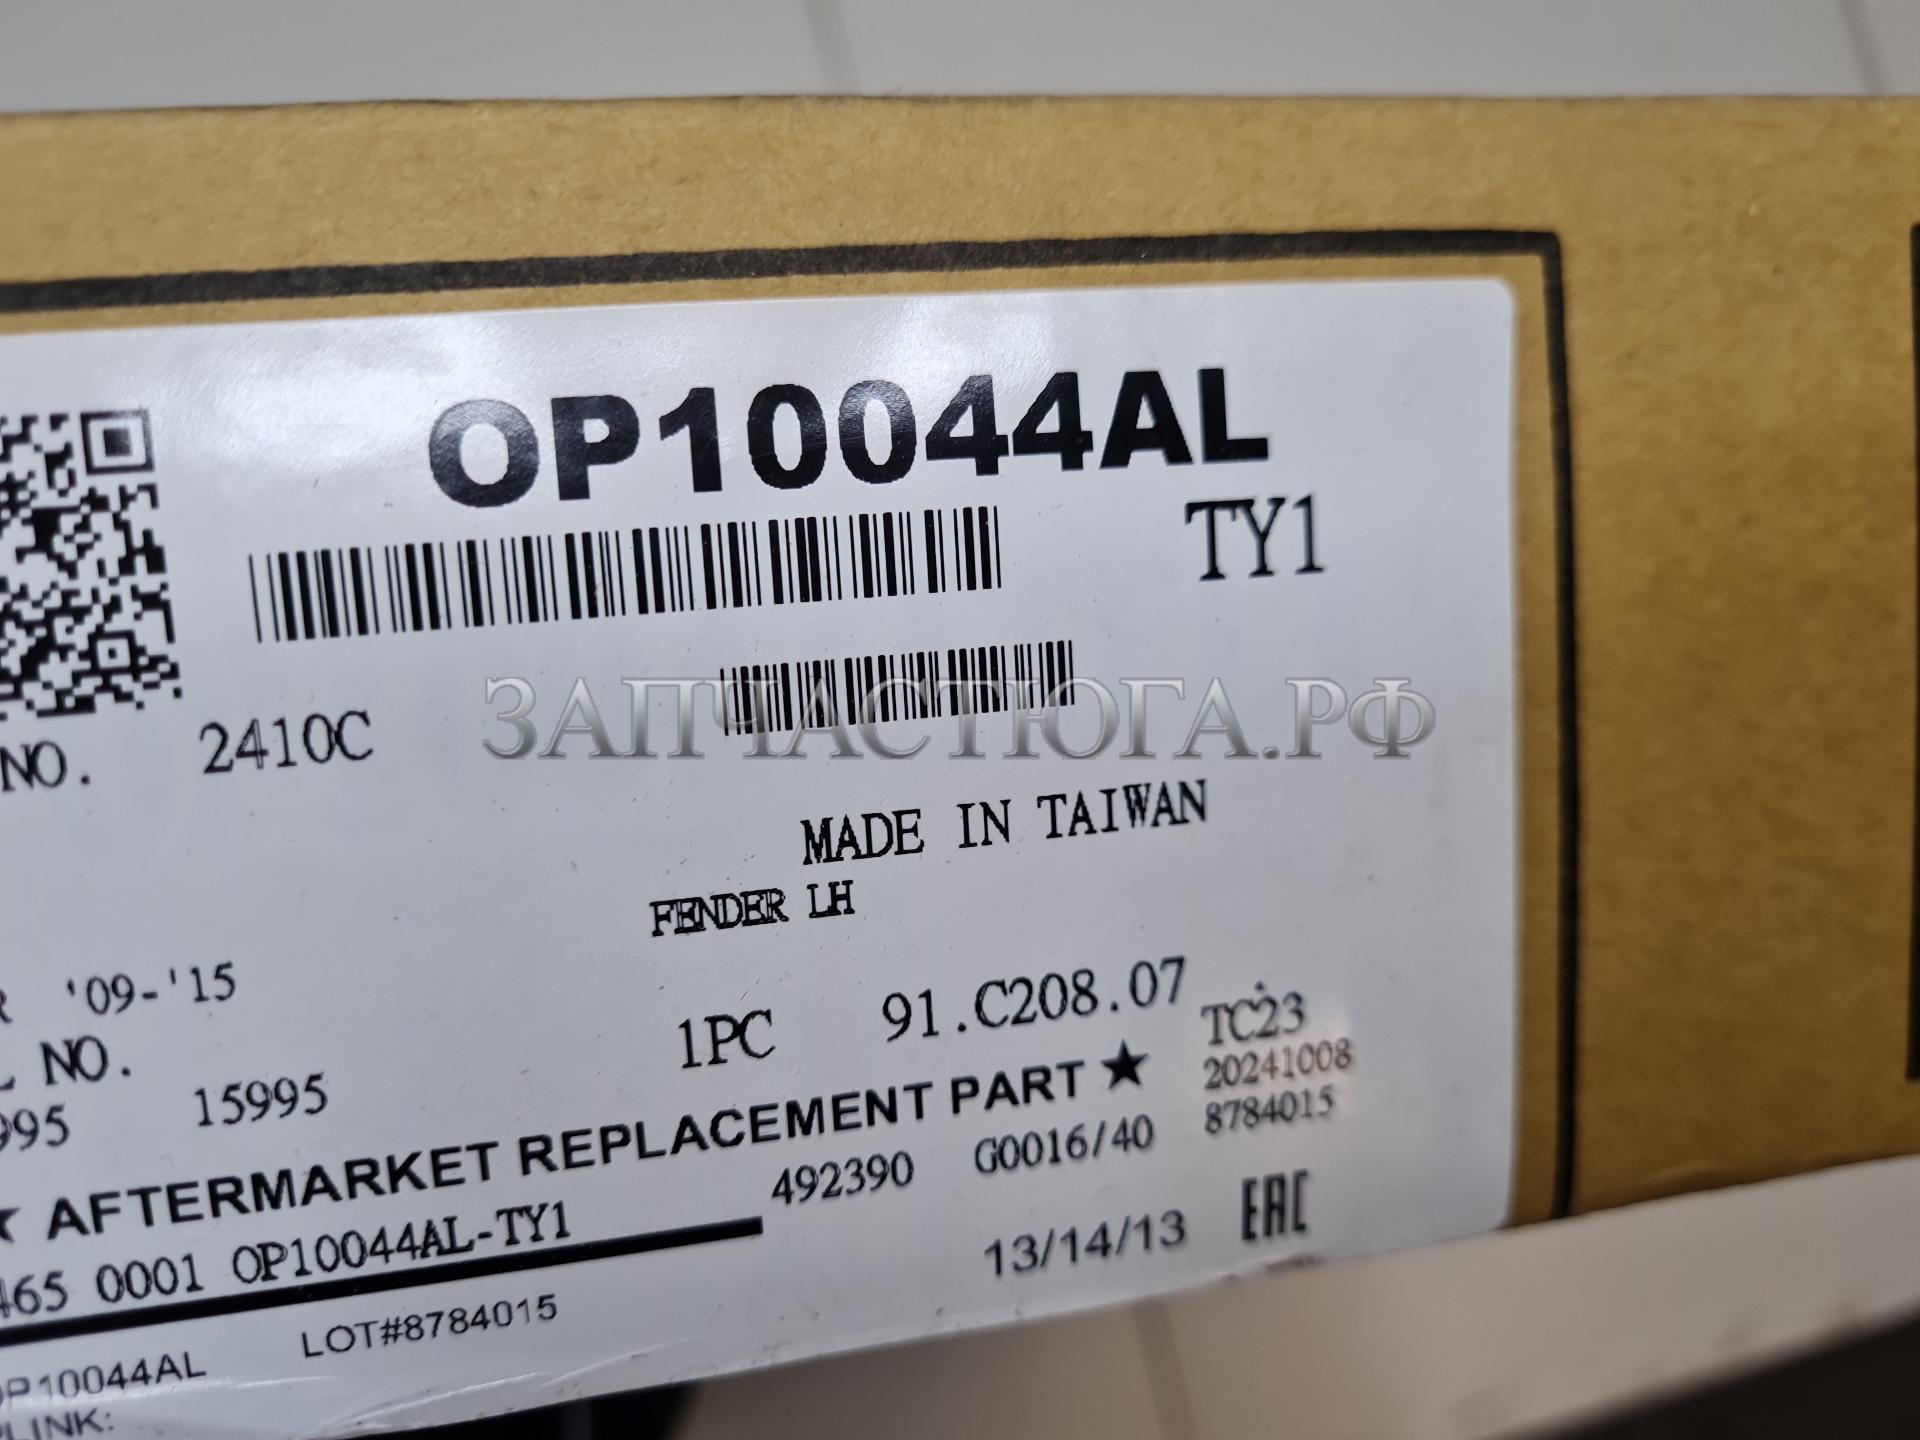 OP10044AL
TY1
ЗАПЧАСТЮГА.РФ
NO. 2410C
MADE IN TAIWAN
FENDER LH
R '09-'15
1PC 91.C208.07
TC23
NO.
20241008
995 15995
8784015
★ AFTERMARKET REPLACEMENT PART ★
492390 G0016/40
465 0001 OP10044AL-TY1
13/14/13 EAC
LOT#8784015
OP10044AL
LINK: